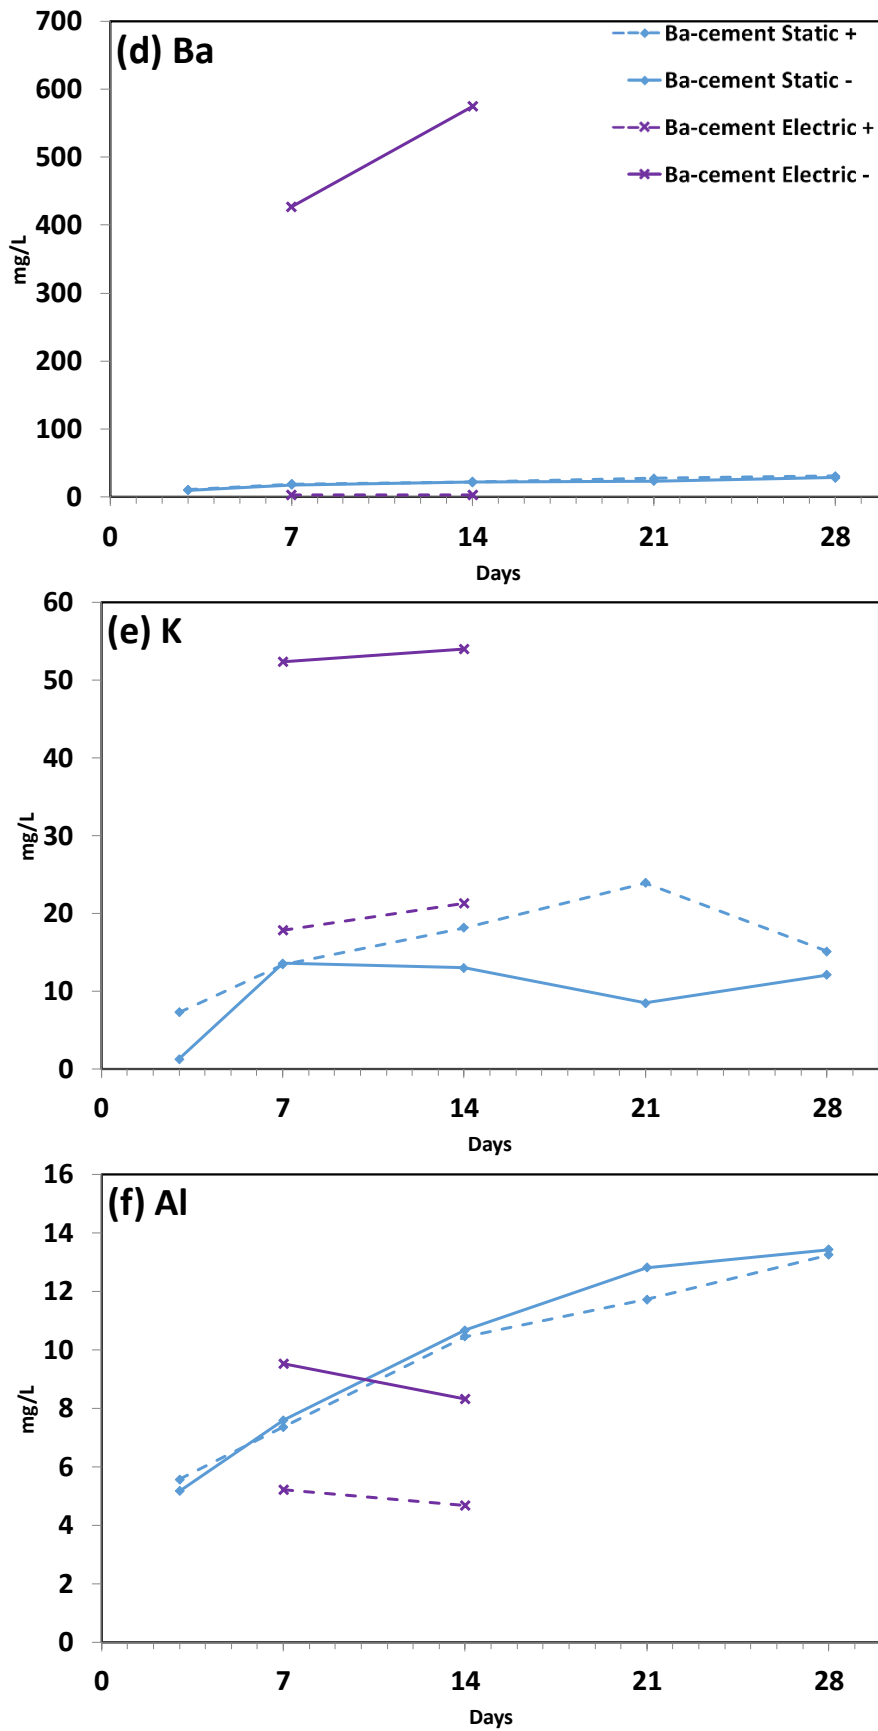 700
(d) Ba
Ba-cement Static +
600
Ba-cement Static -
Ba-cement Electric +
500
Ba-cement Electric -
400
mg/L
300
200
100
0
0 7 14 21 28
Days
60
(e) K
50
40
30
mg/L
20
10
0
0 7 14 21 28
Days
16
(f) Al
14
12
10
8
mg/L
6
4
2
0
0 7 14 21 28
Days